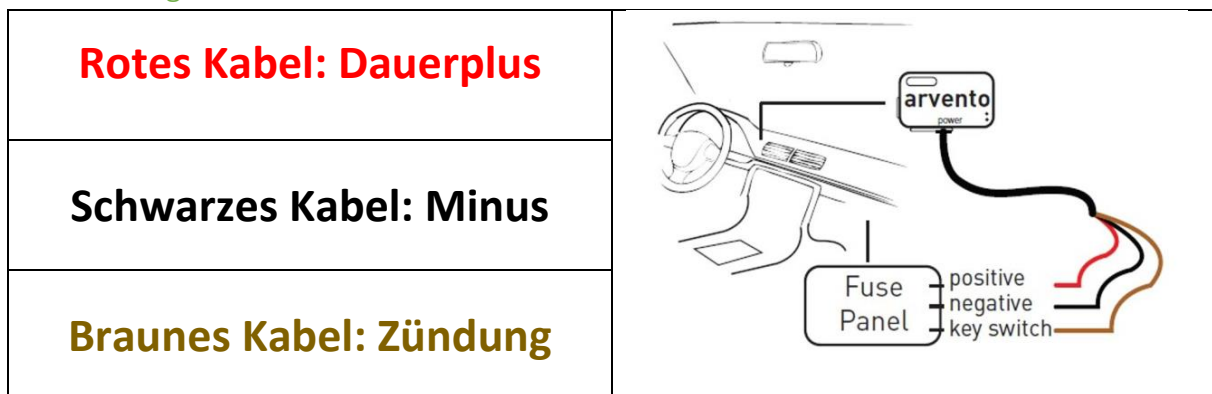 Rotes Kabel: Dauerplus
Schwarzes Kabel: Minus
Braunes Kabel: Zündung
arvento
power
Fuse
Panel
positive
negative
key switch